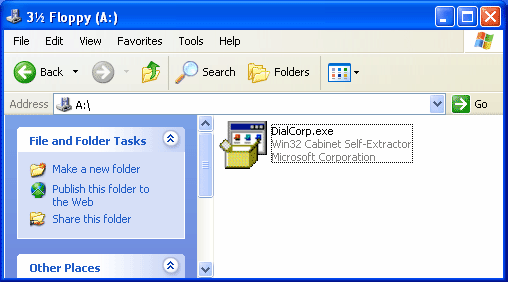 3½ Floppy (A:)
File Edit View Favorites Tools Help
Back Search Folders
Address A:\ Go
File and Folder Tasks
Make a new folder
Publish this folder to
the Web
Share this folder
Other Places
DialCorp.exe
Win32 Cabinet Self-Extractor
Microsoft Corporation